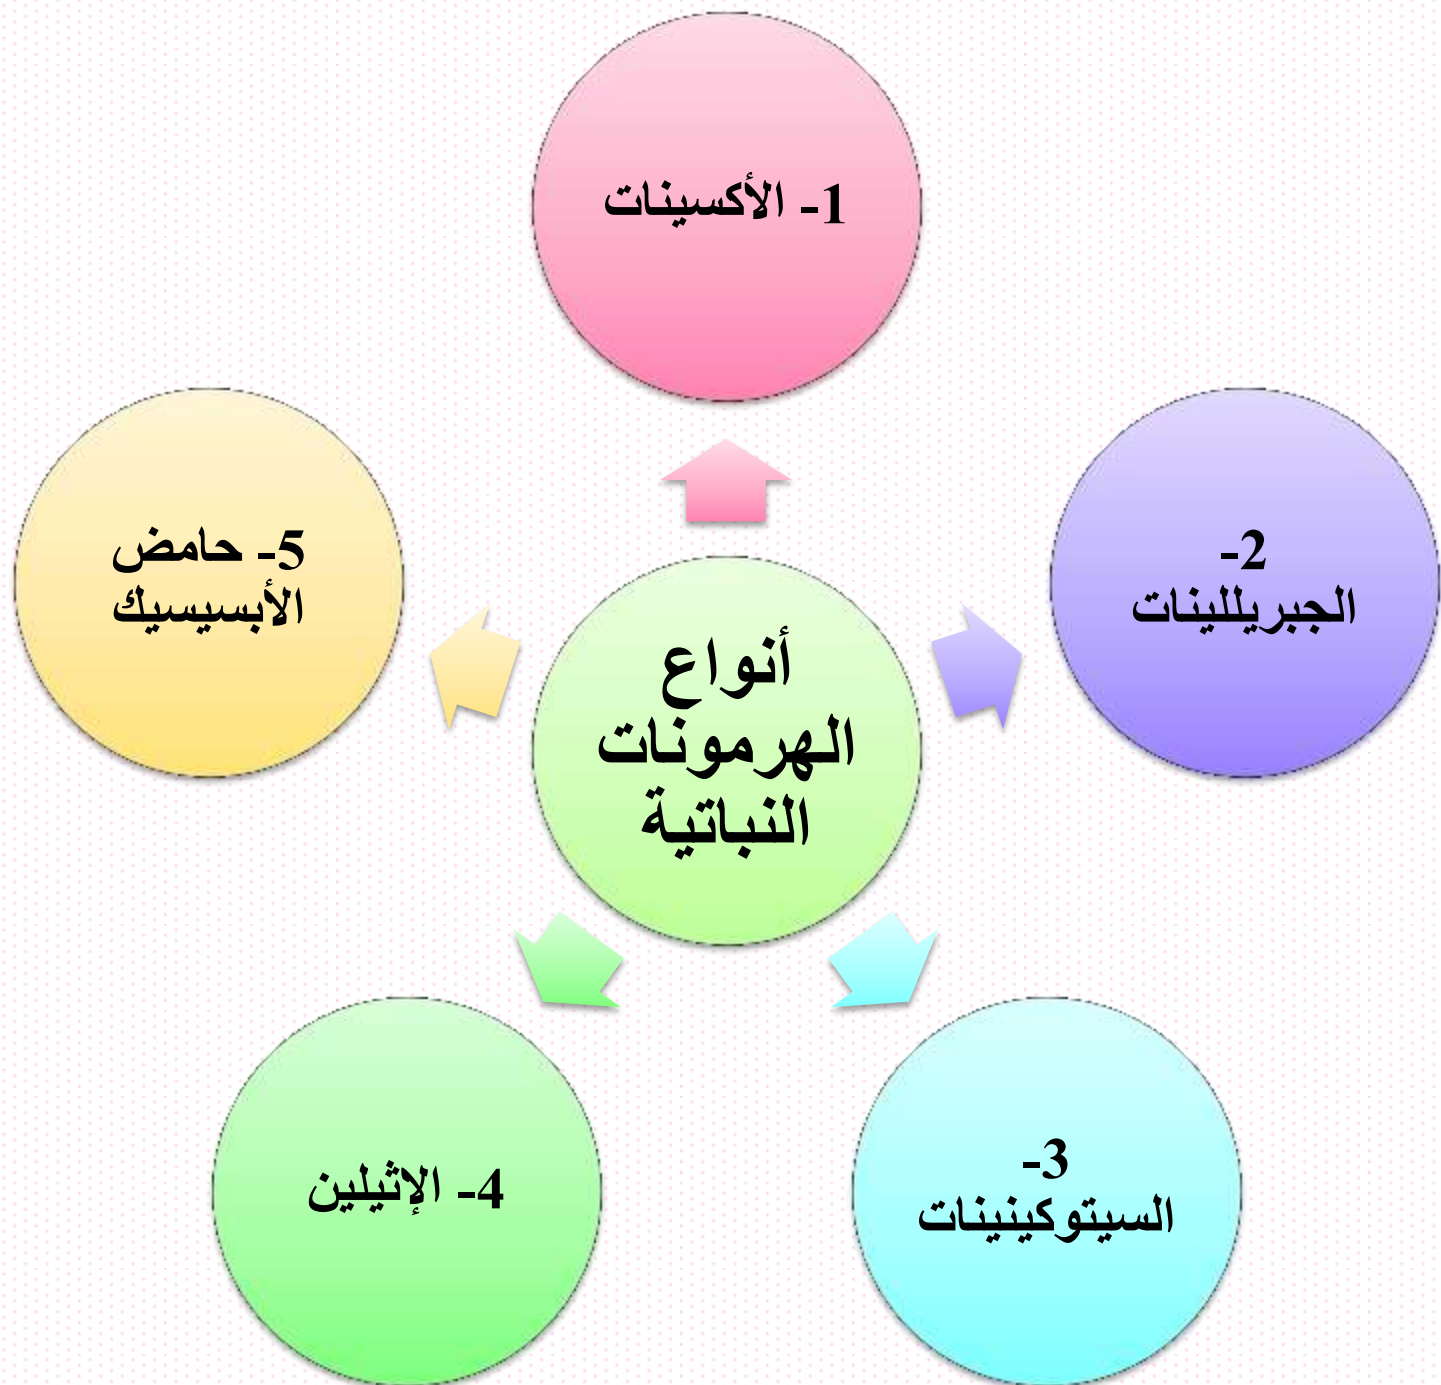 أنواع
الهرمونات
النباتية
1- الأكسينات
2-
الجبريللينات
3-
السيتوكينينات
4- الإثيلين
5- حامض
الأبسيسيك